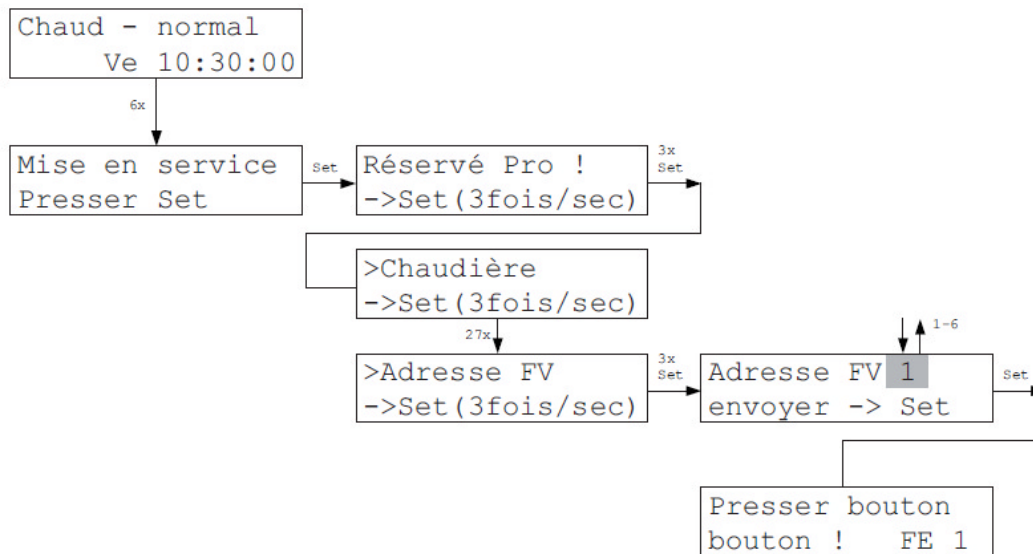 Chaud - normal
Ve 10:30:00
6x
Mise en service
Presser Set
Set
Réservé Pro !
->Set(3fois/sec)
3x
Set
>Chaudière
->Set(3fois/sec)
27x
>Adresse FV
->Set(3fois/sec)
3x
Set
1-6
Adresse FV 1
envoyer -> Set
Set
Presser bouton
bouton ! FE 1